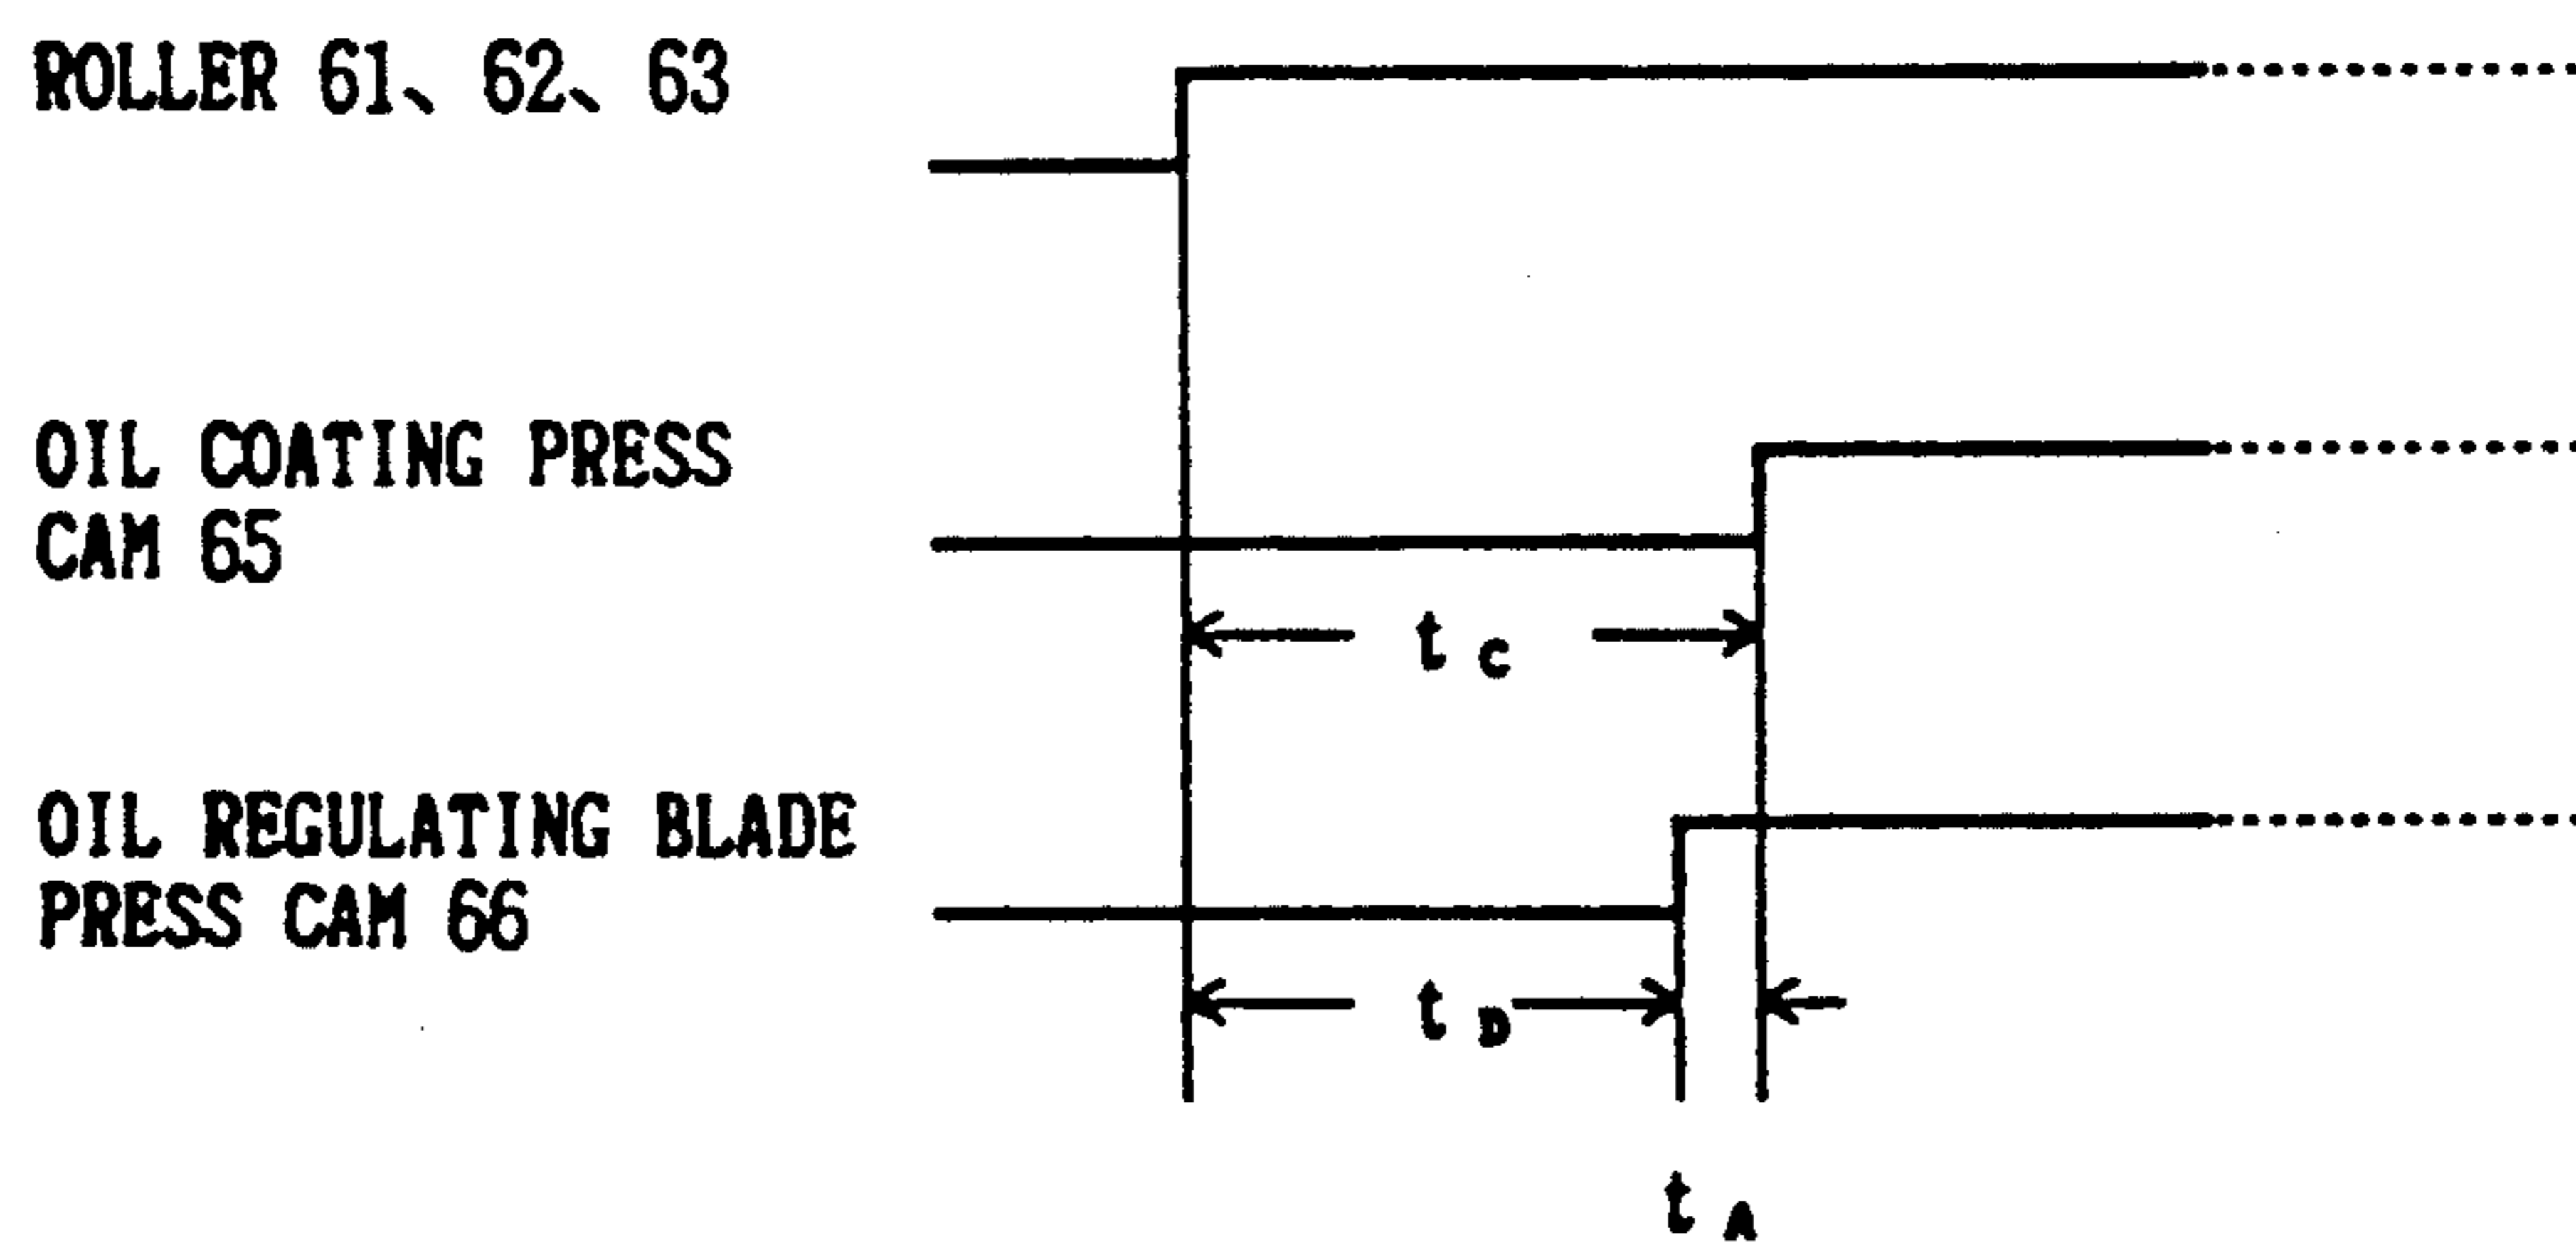 ROLLER 61、62、63
OIL COATING PRESS
CAM 65
t C
OIL REGULATING BLADE
PRESS CAM 66
t D
t A